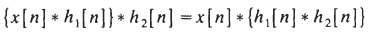 {x[n] * h₁[n]} * h₂[n] = x[n] * {h₁[n] * h₂[n]}